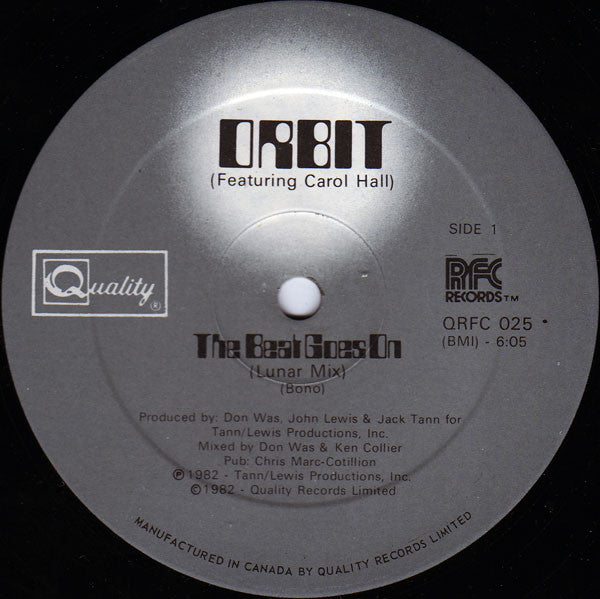 ORBIT
(Featuring Carol Hall)
SIDE 1
Quality®
RFC
RECORDS™
QRFC 025
(BMI) - 6:05
The Beat Goes On
(Lunar Mix)
(Bono)
Produced by: Don Was, John Lewis & Jack Tann for
Tann/Lewis Productions, Inc.
Mixed by Don Was & Ken Collier
Pub: Chris Marc-Cotillion
℗1982 - Tann/Lewis Productions, Inc.
©1982 - Quality Records Limited
MANUFACTURED IN CANADA BY QUALITY RECORDS LIMITED